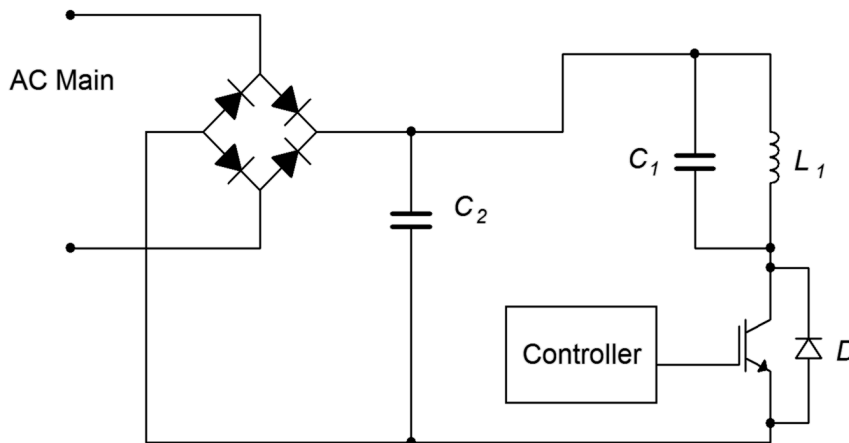 AC Main
C1
L1
C2
Controller
D